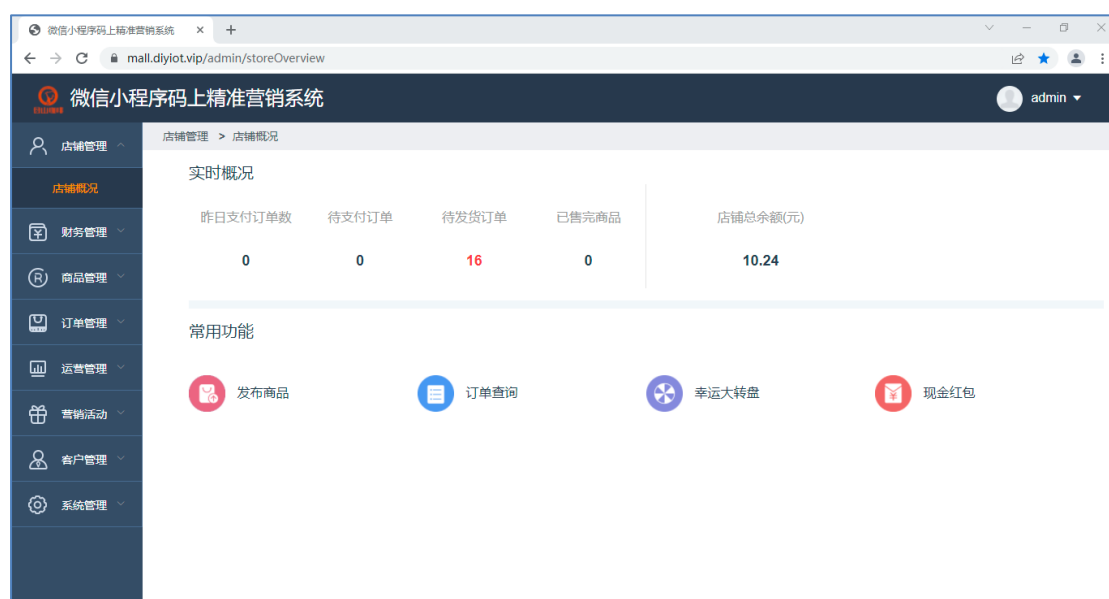 微信小程序码上精准营销系统
mall.diyiot.vip/admin/storeOverview
微信小程序码上精准营销系统
admin
店铺管理
店铺概况
财务管理
商品管理
订单管理
运营管理
营销活动
客户管理
系统管理
店铺管理 > 店铺概况
实时概况
昨日支付订单数 待支付订单 待发货订单 已售完商品 店铺总余额(元)
0 0 16 0 10.24
常用功能
发布商品 订单查询 幸运大转盘 现金红包